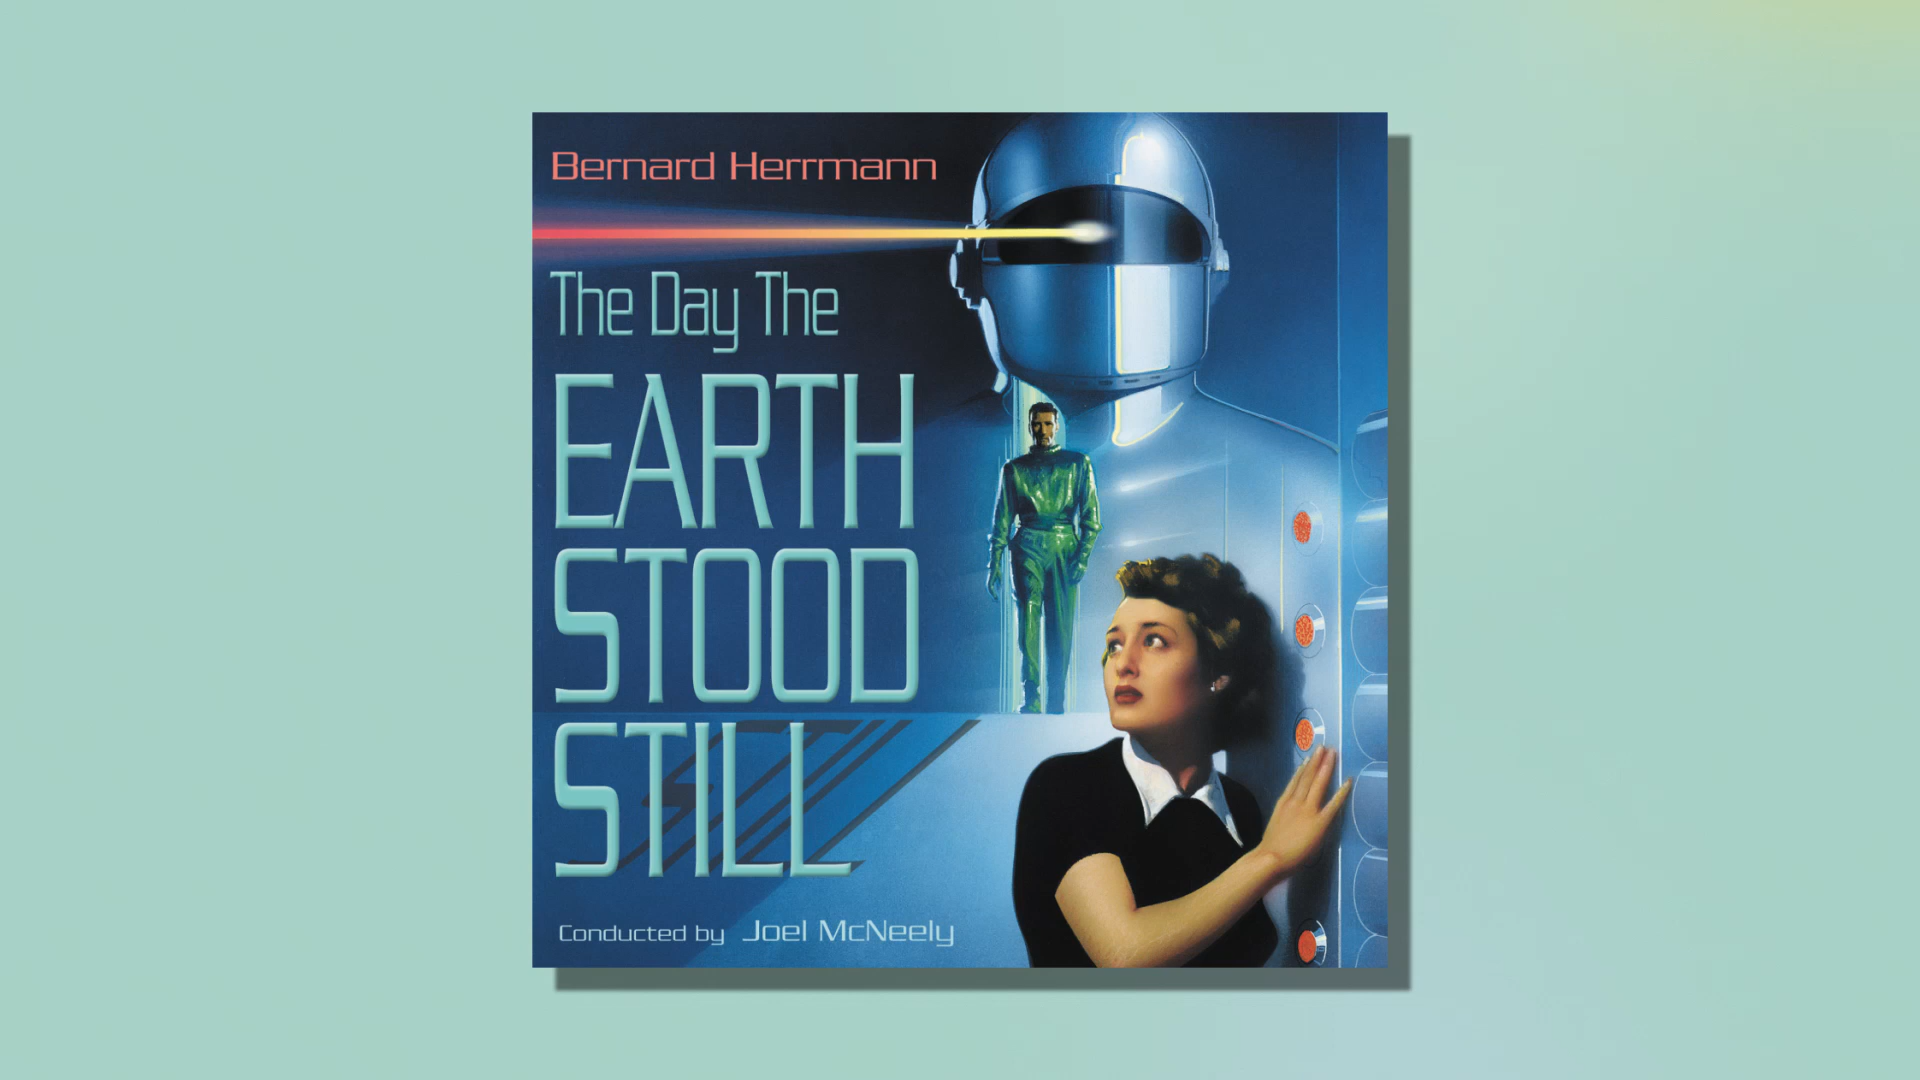 Bernard Herrmann
The Day The
EARTH
STOOD
STILL
Conducted by Joel McNeely